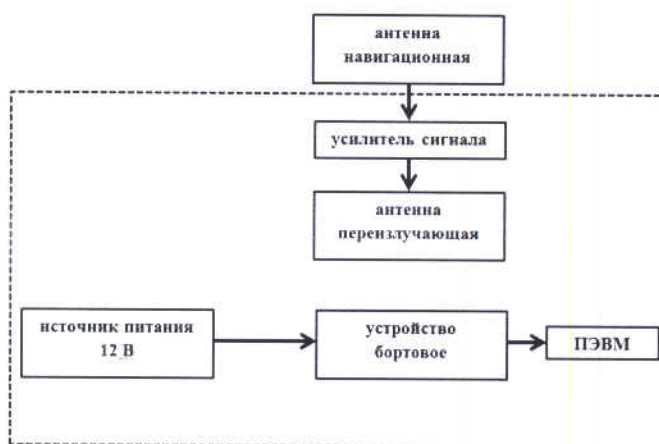 антенна
навигационная
усилитель сигнала
антенна
переизлучающая
источник питания
12 В
устройство
бортовое
ПЭВМ